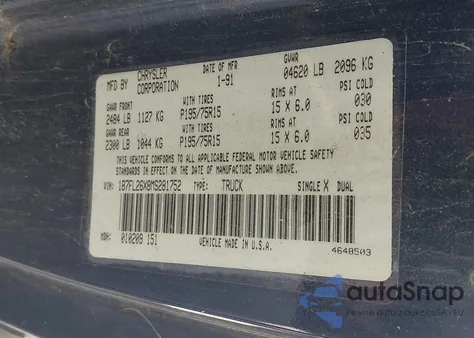 MFD BY CHRYSLER CORPORATION DATE OF MFR 1-91 GVWR 04620 LB 2096 KG
GAWR FRONT WITH TIRES RIMS AT PSI COLD
2484 LB 1127 KG P195/75R15 15 X 6.0 030
GAWR REAR WITH TIRES RIMS AT PSI COLD
2300 LB 1044 KG P195/75R15 15 X 6.0 035
THIS VEHICLE CONFORMS TO ALL APPLICABLE FEDERAL MOTOR VEHICLE SAFETY
STANDARDS IN EFFECT ON THE DATE OF MANUFACTURE SHOWN ABOVE.
VIN: 1B7FL26X8MS281752 TYPE: TRUCK SINGLE X DUAL
MDH: 010209 151 VEHICLE MADE IN U.S.A. 4648503
autoSnap
Pewne auto z USA i EU